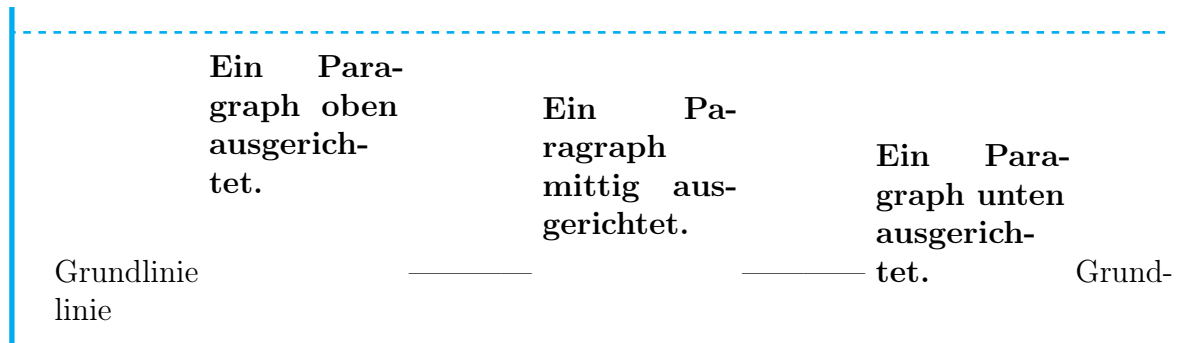 Ein Para-
graph oben
ausgerich-
tet.
Ein Pa-
ragraph
mittig aus-
gerichtet.
Ein Para-
graph unten
ausgerich-
tet.
Grundlinie ——— ——— Grund-
linie